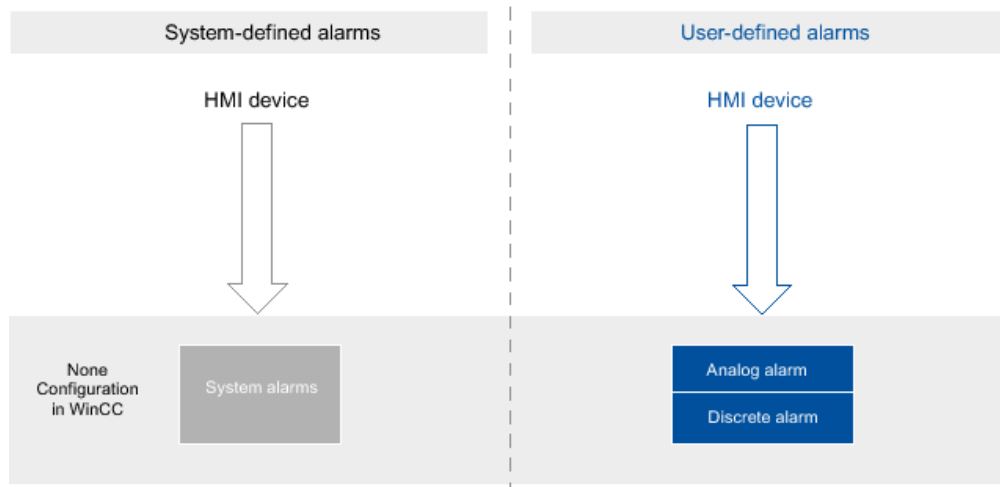 System-defined alarms
User-defined alarms
HMI device
HMI device
None
Configuration
in WinCC
System alarms
Analog alarm
Discrete alarm